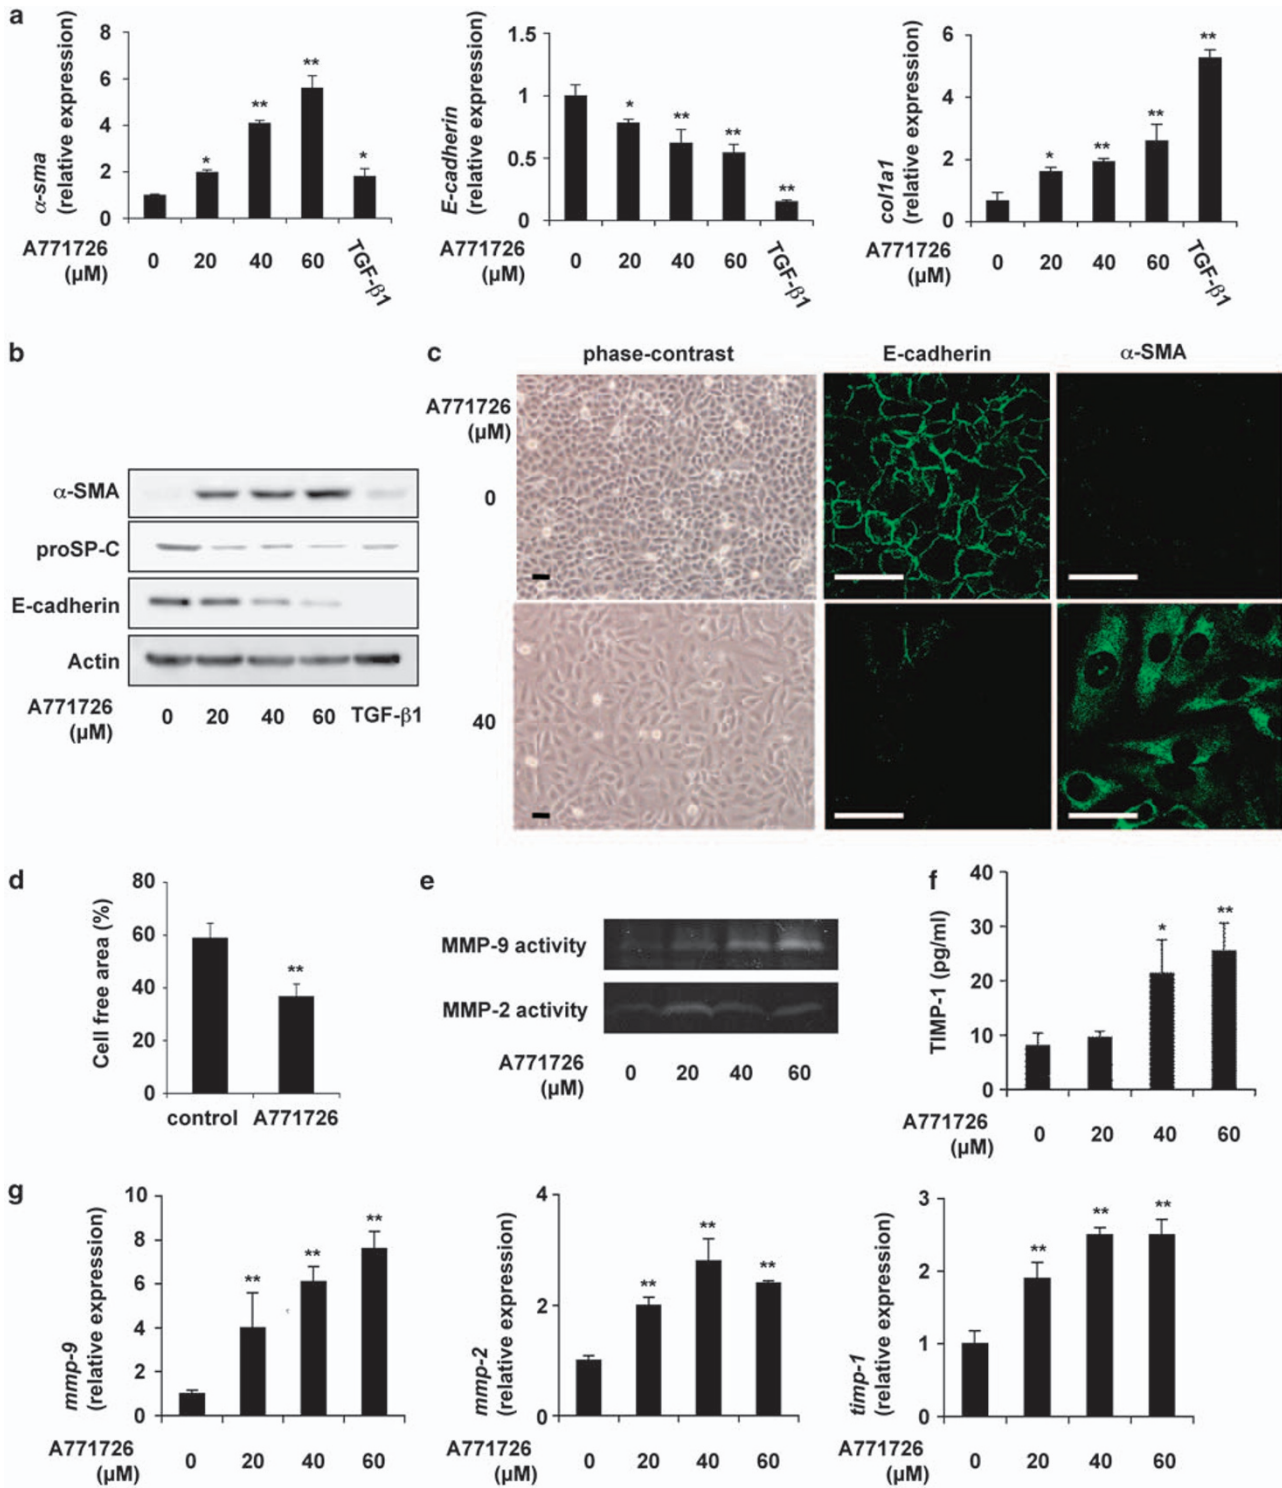 a
α-sma
(relative expression)
8
6
4
2
0
*
**
**
*
A771726
(µM)
0 20 40 60 TGF-β1
E-cadherin
(relative expression)
1.5
1
0.5
0
*
**
**
**
A771726
(µM)
0 20 40 60 TGF-β1
col1a1
(relative expression)
6
4
2
0
*
**
**
**
A771726
(µM)
0 20 40 60 TGF-β1
b
α-SMA
proSP-C
E-cadherin
Actin
A771726
(µM)
0 20 40 60 TGF-β1
c
phase-contrast E-cadherin α-SMA
A771726
(µM)
0
40
d
Cell free area (%)
80
60
40
20
0
**
control A771726
e
MMP-9 activity
MMP-2 activity
A771726
(µM)
0 20 40 60
f
TIMP-1 (pg/ml)
40
30
20
10
0
*
**
A771726
(µM)
0 20 40 60
g
mmp-9
(relative expression)
10
8
6
4
2
0
**
**
**
A771726
(µM)
0 20 40 60
mmp-2
(relative expression)
4
2
0
**
**
**
A771726
(µM)
0 20 40 60
timp-1
(relative expression)
3
2
1
0
**
**
**
A771726
(µM)
0 20 40 60